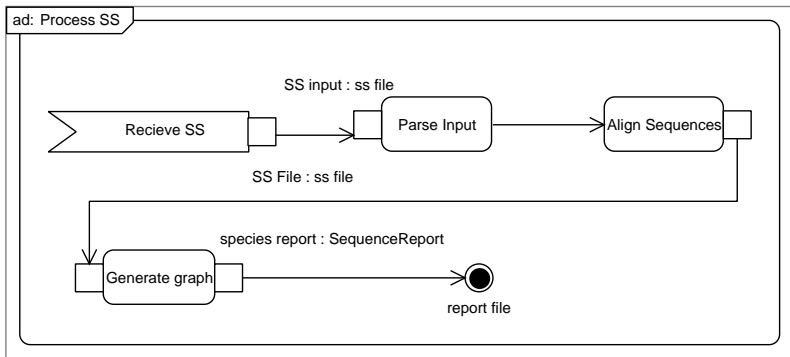 ad: Process SS
SS input : ss file
Recieve SS
Parse Input
Align Sequences
SS File : ss file
species report : SequenceReport
Generate graph
report file